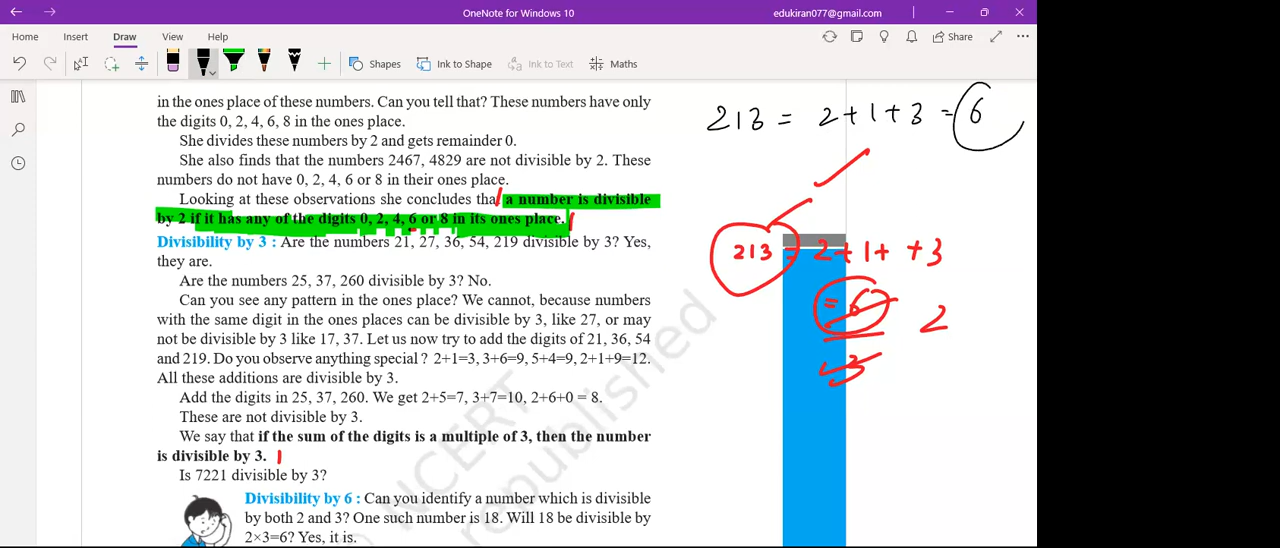 OneNote for Windows 10
edukiran077@gmail.com
Home Insert Draw View Help
Share
Shapes Ink to Shape Ink to Text Maths
in the ones place of these numbers. Can you tell that? These numbers have only
the digits 0, 2, 4, 6, 8 in the ones place.
She divides these numbers by 2 and gets remainder 0.
She also finds that the numbers 2467, 4829 are not divisible by 2. These
numbers do not have 0, 2, 4, 6 or 8 in their ones place.
Looking at these observations she concludes tha a number is divisible
by 2 if it has any of the digits 0, 2, 4, 6 or 8 in its ones place.
Divisibility by 3 : Are the numbers 21, 27, 36, 54, 219 divisible by 3? Yes,
they are.
Are the numbers 25, 37, 260 divisible by 3? No.
Can you see any pattern in the ones place? We cannot, because numbers
with the same digit in the ones places can be divisible by 3, like 27, or may
not be divisible by 3 like 17, 37. Let us now try to add the digits of 21, 36, 54
and 219. Do you observe anything special ? 2+1=3, 3+6=9, 5+4=9, 2+1+9=12.
All these additions are divisible by 3.
Add the digits in 25, 37, 260. We get 2+5=7, 3+7=10, 2+6+0 = 8.
These are not divisible by 3.
We say that if the sum of the digits is a multiple of 3, then the number
is divisible by 3.
Is 7221 divisible by 3?
Divisibility by 6 : Can you identify a number which is divisible
by both 2 and 3? One such number is 18. Will 18 be divisible by
2×3=6? Yes, it is.
NCERT
republished
213 = 2+1+3 = 6
213 = 2+1+ +3
= 6 2
3